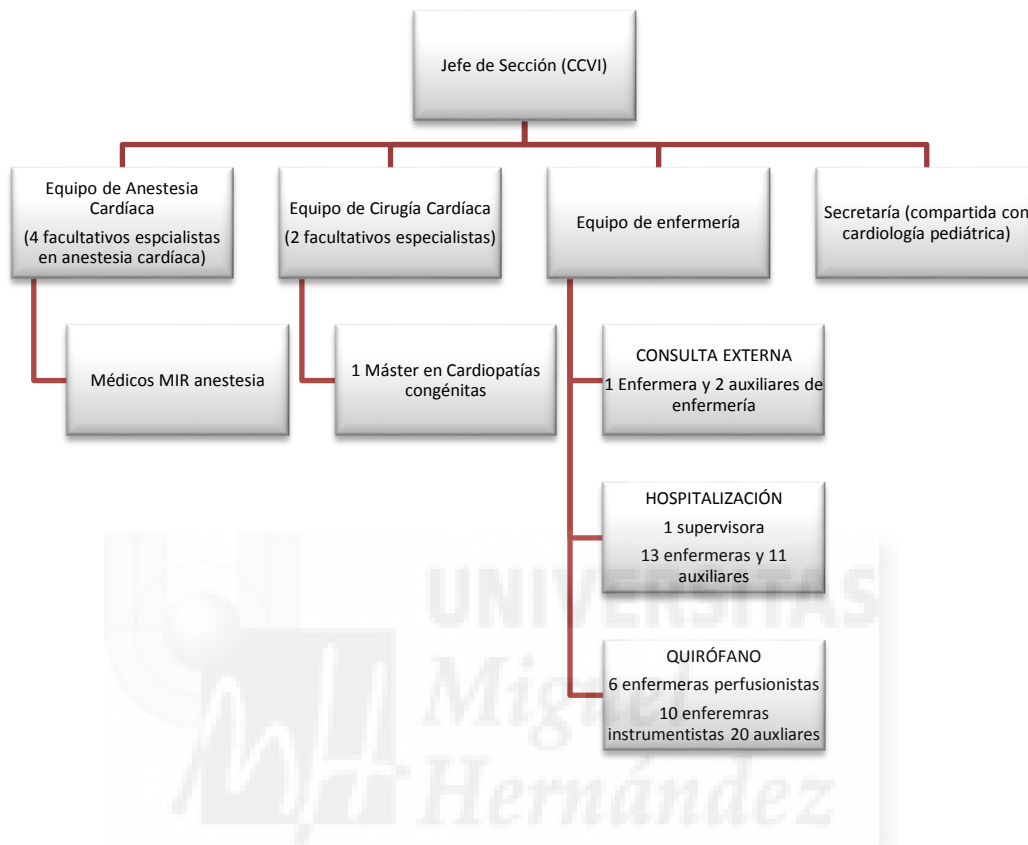 Jefe de Sección (CCVI)
Equipo de Anestesia
Cardíaca
(4 facultativos espcialistas
en anestesia cardíaca)
Equipo de Cirugía Cardíaca
(2 facultativos especialistas)
Equipo de enfermería
Secretaría (compartida con
cardiología pediátrica)
Médicos MIR anestesia
1 Máster en Cardiopatías
congénitas
CONSULTA EXTERNA
1 Enfermera y 2 auxiliares de
enfermería
HOSPITALIZACIÓN
1 supervisora
13 enfermeras y 11
auxiliares
QUIRÓFANO
6 enfermeras perfusionistas
10 enferemras
instrumentistas 20 auxliares
UNIVERSITAS
Miguel
Hernández